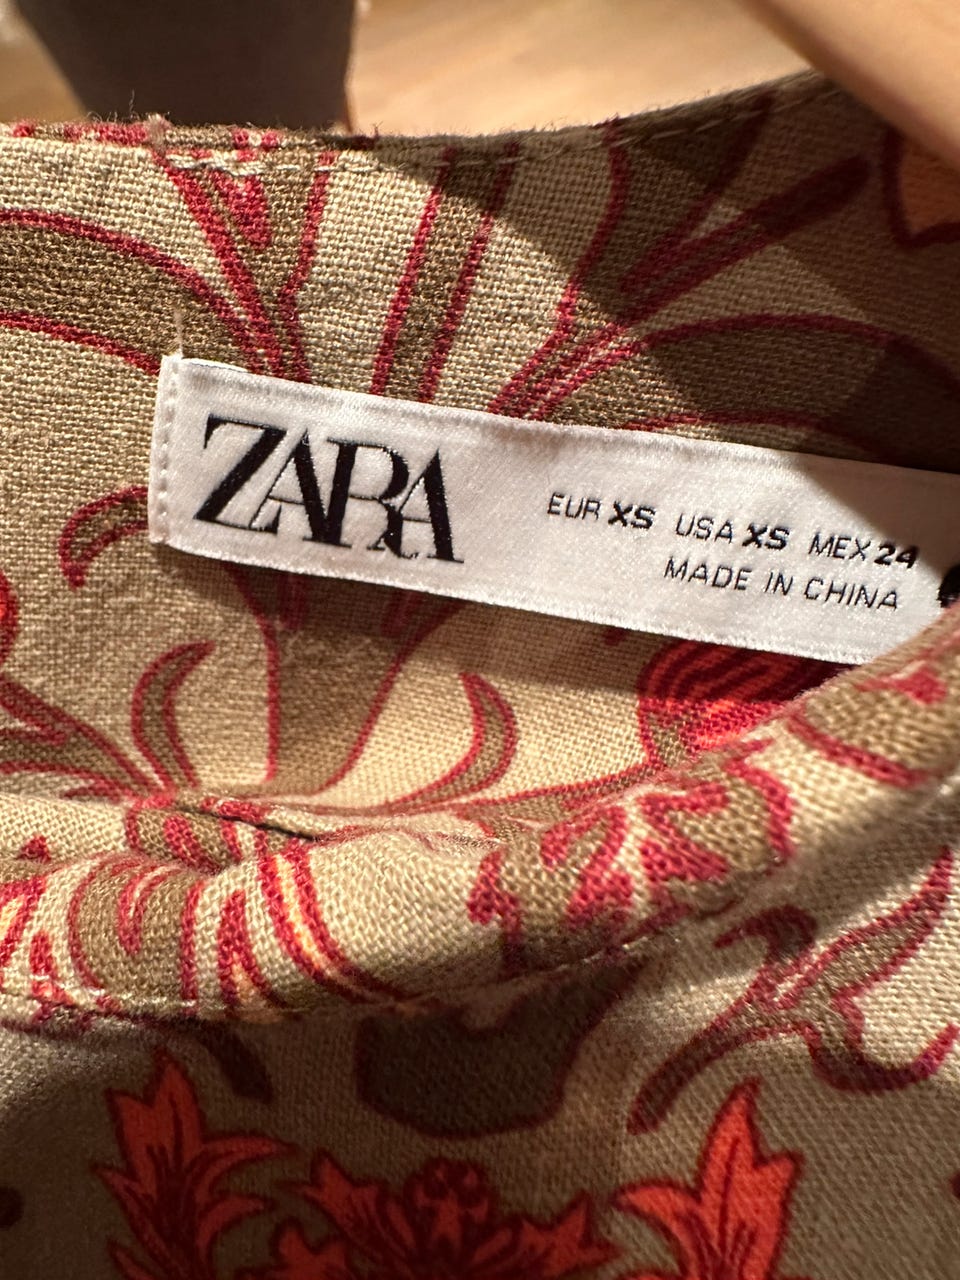 ZARA
EUR XS USA XS MEX 24
MADE IN CHINA